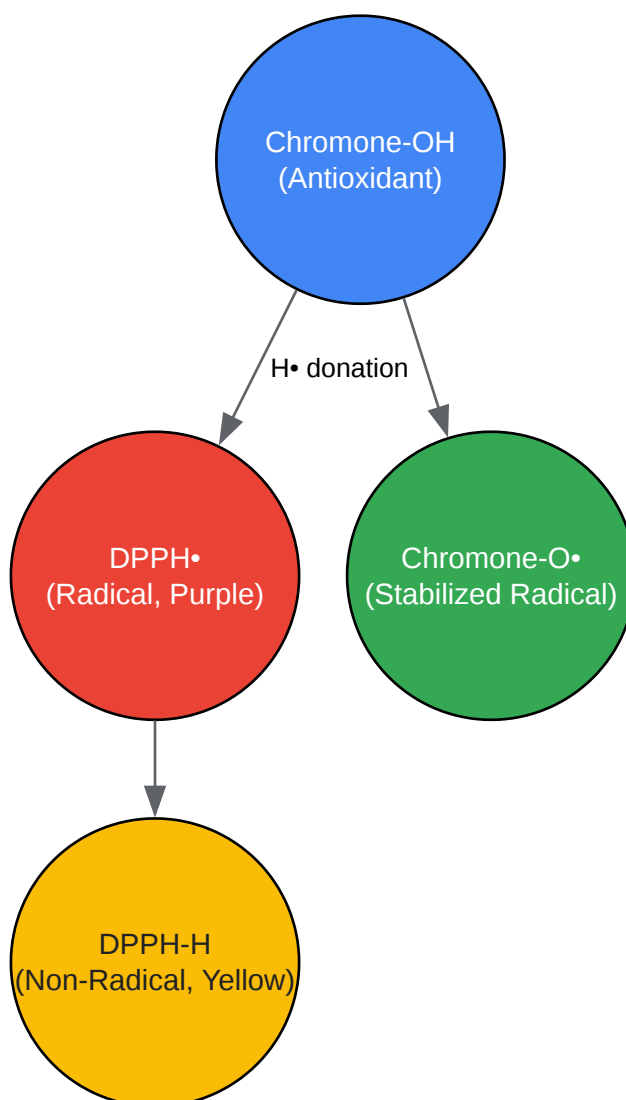 Chromone-OH
(Antioxidant)
H• donation
DPPH•
(Radical, Purple)
Chromone-O•
(Stabilized Radical)
DPPH-H
(Non-Radical, Yellow)